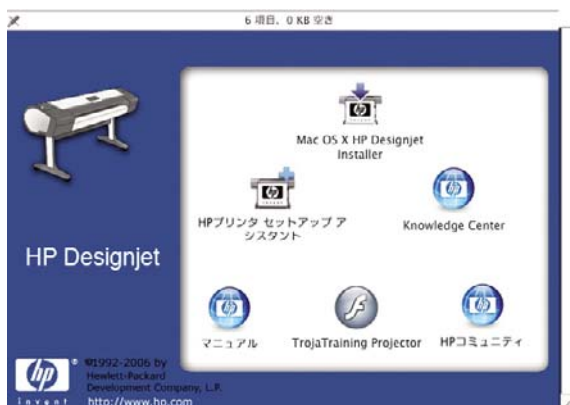 6 項目、0 KB 空き
Mac OS X HP Designjet
Installer
HPプリンタ セットアップ ア
シスタント
Knowledge Center
HP Designjet
マニュアル
TrojaTraining Projector
HPコミュニティ
hp
®
invent
©1992-2006 by
Hewlett-Packard
Development Company, L.P.
http://www.hp.com